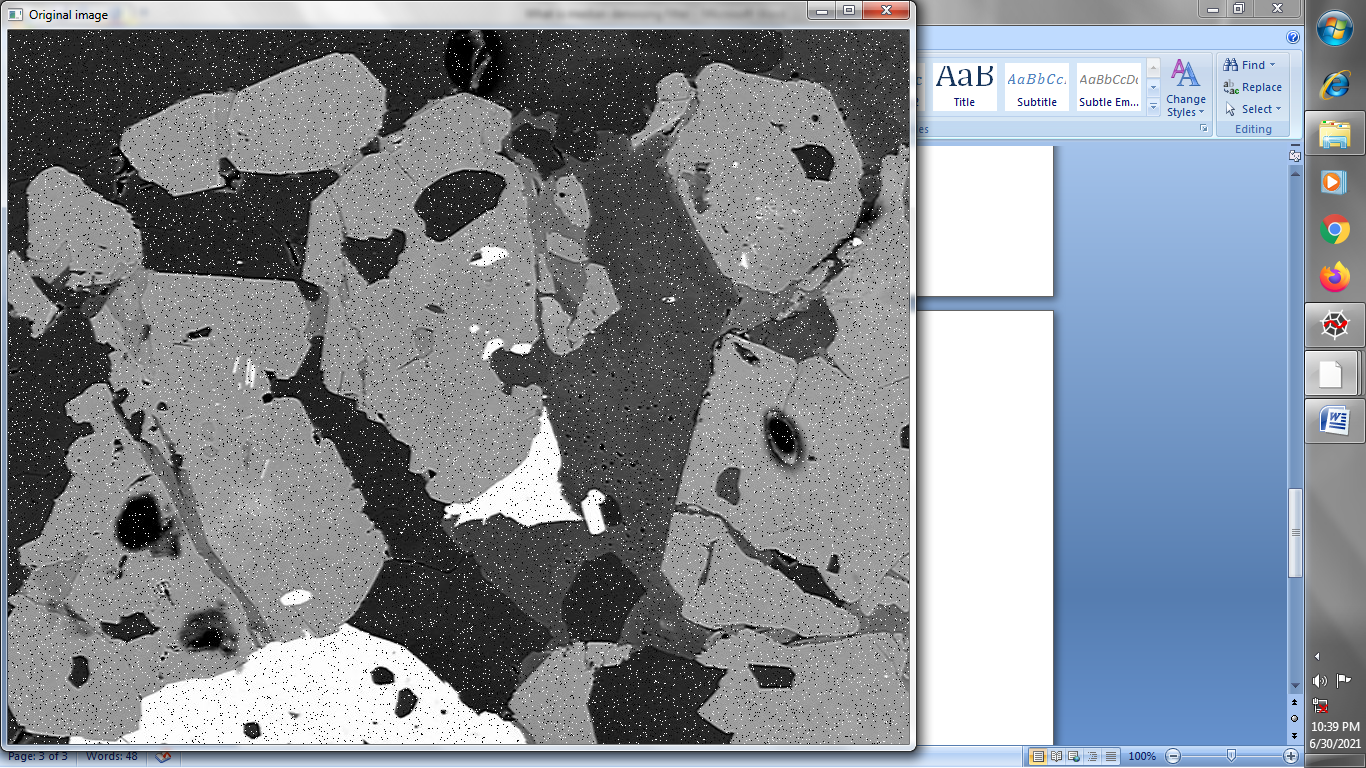 Original image
AaB
Title
AaBbCc.
Subtitle
AaBbCcDc
Subtle Em...
Change
Styles
Find
Replace
Select
Editing
Page: 3 of 3
Words: 48
100%
10:39 PM
6/30/2021